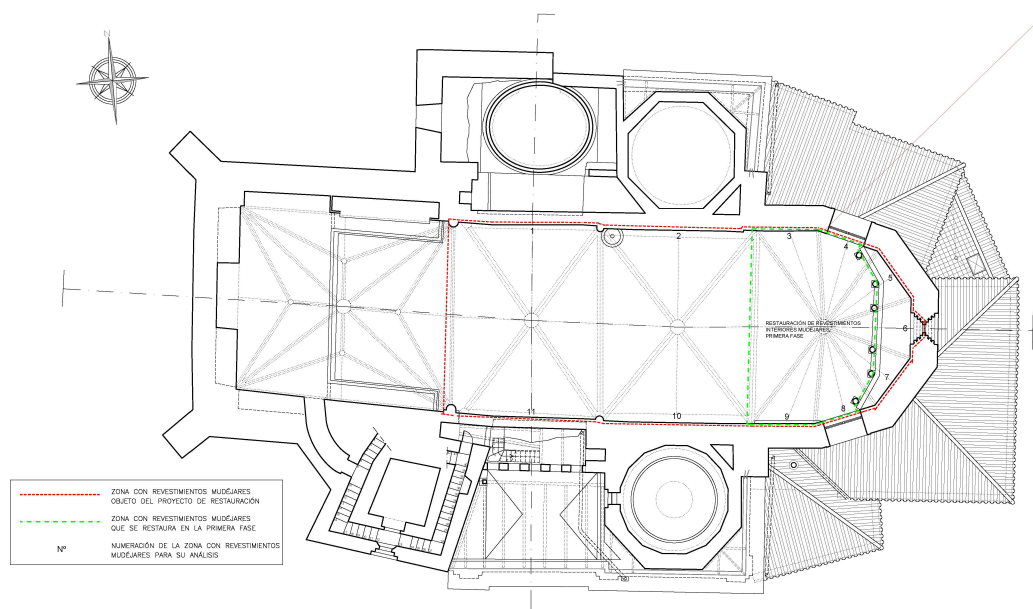 N
1
2
3
4
5
6
7
8
9
10
11
RESTAURACIÓN DE REVESTIMIENTOS
INTERIORES MUDÉJARES.
PRIMERA FASE
ZONA CON REVESTIMIENTOS MUDÉJARES
OBJETO DEL PROYECTO DE RESTAURACIÓN
ZONA CON REVESTIMIENTOS MUDÉJARES
QUE SE RESTAURA EN LA PRIMERA FASE
Nº
NUMERACIÓN DE LA ZONA CON REVESTIMIENTOS
MUDÉJARES PARA SU ANÁLISIS